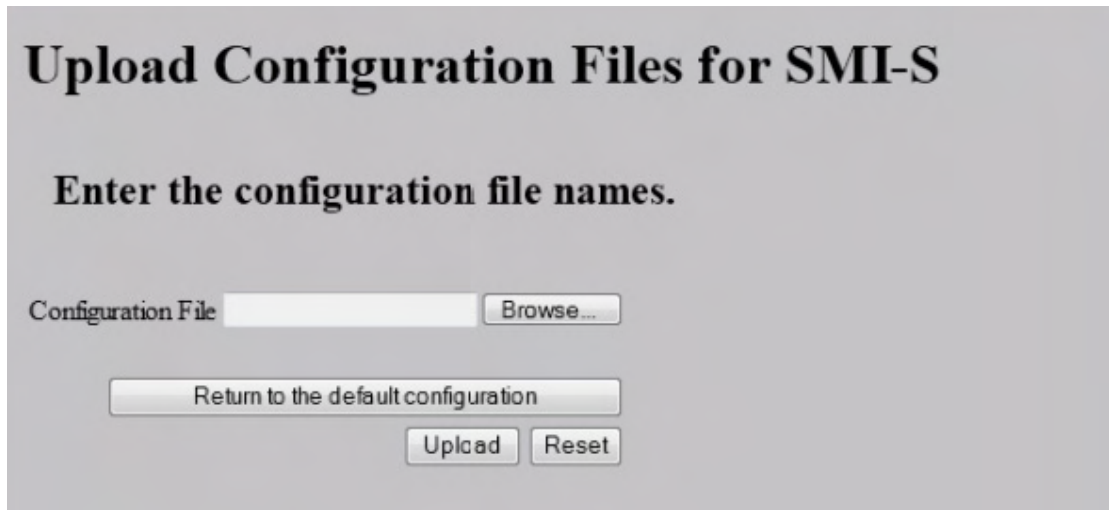 Upload Configuration Files for SMI-S
Enter the configuration file names.
Configuration File Browse...
Return to the default configuration
Upload Reset